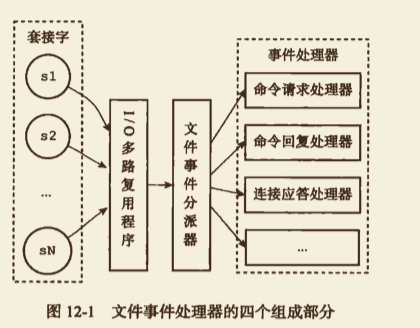 套接字
s1
s2
...
sN
I/O多路复用程序
文件事件分派器
事件处理器
命令请求处理器
命令回复处理器
连接应答处理器
...
图 12-1 文件事件处理器的四个组成部分